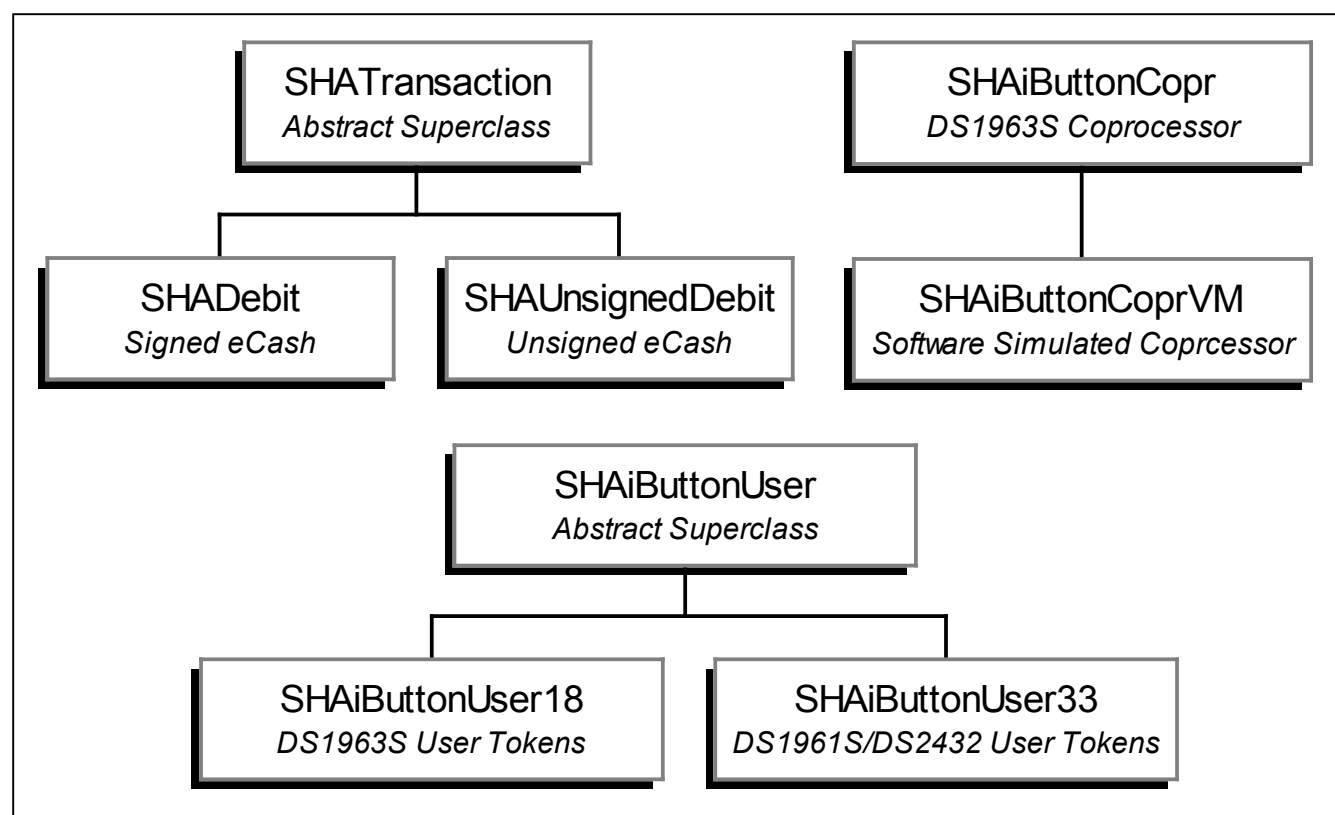 SHATransaction
Abstract Superclass
SHAiButtonCopr
DS1963S Coprocessor
SHADebit
Signed eCash
SHAUnsignedDebit
Unsigned eCash
SHAiButtonCoprVM
Software Simulated Coprcessor
SHAiButtonUser
Abstract Superclass
SHAiButtonUser18
DS1963S User Tokens
SHAiButtonUser33
DS1961S/DS2432 User Tokens